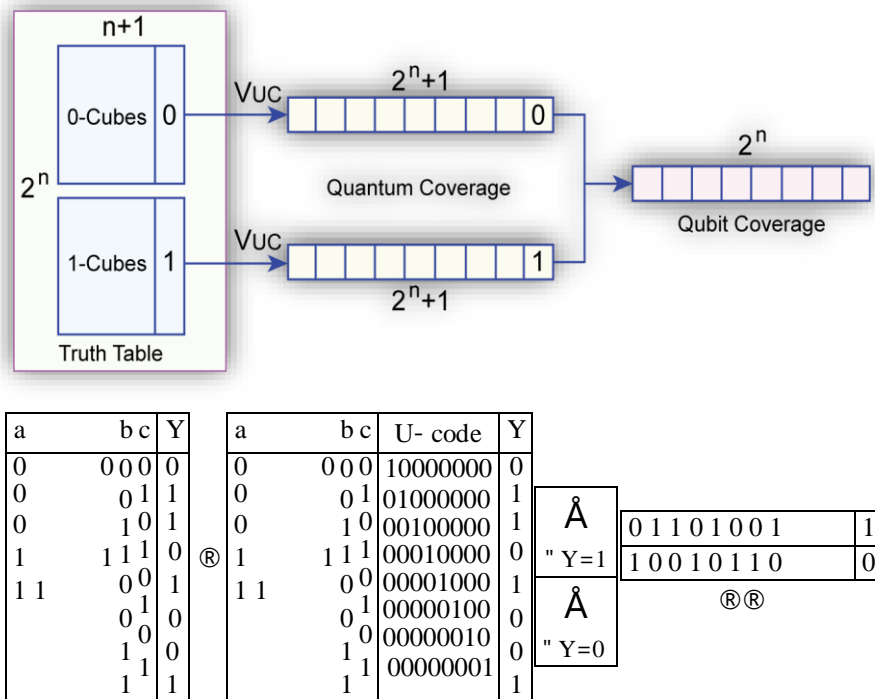 n+1
0-Cubes 0
2ⁿ
1-Cubes 1
Truth Table
VUC
VUC
2ⁿ+1
0
Quantum Coverage
1
2ⁿ+1
2ⁿ
Qubit Coverage
a b c Y
0 0 0 0 0
0 0 1 1
0 1 0 1
1 1 1 1 0
1 1 0 0 1
0 1 0
1 0 0
1 1 1
®
a b c U- code Y
0 0 0 0 10000000 0
0 0 1 01000000 1
0 1 0 00100000 1
1 1 1 1 00010000 0
1 1 0 0 00001000 1
0 1 00000100 0
1 0 00000010 0
1 1 00000001 1
Å
" Y=1
Å
" Y=0
0 1 1 0 1 0 0 1 1
1 0 0 1 0 1 1 0 0
®®